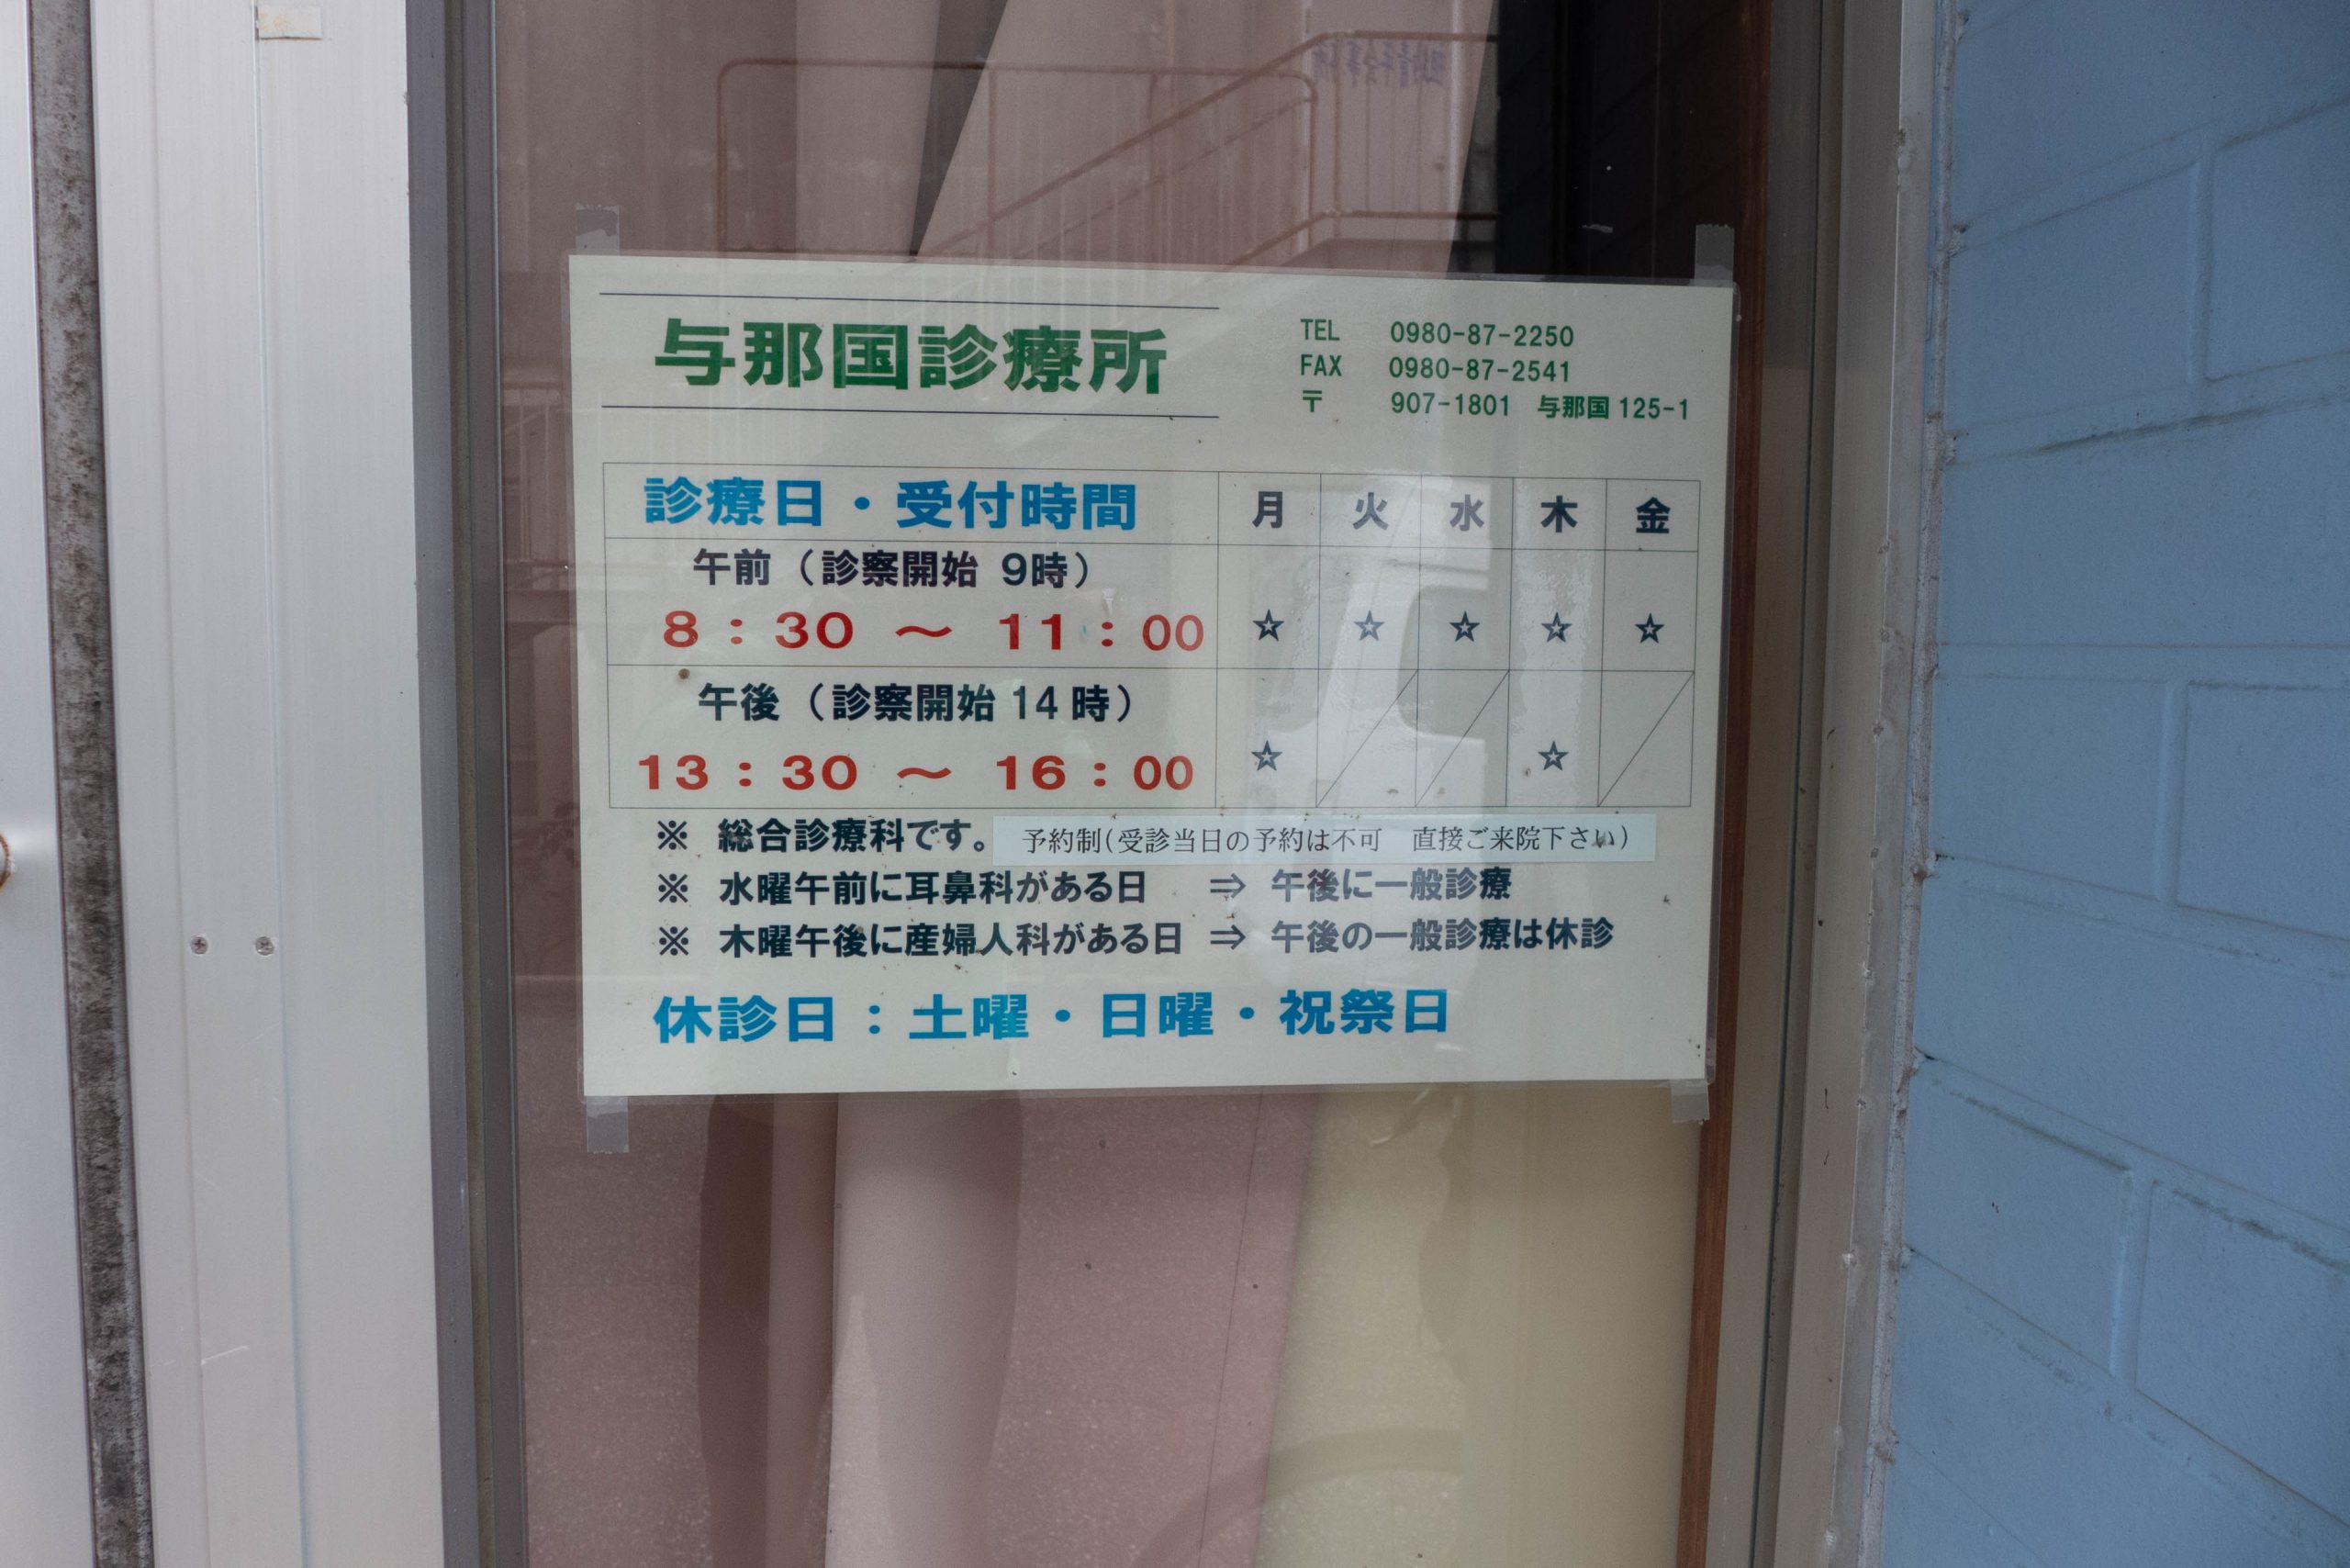 与那国診療所
TEL 0980-87-2250
FAX 0980-87-2541
〒 907-1801 与那国 125-1
診療日・受付時間 月 火 水 木 金
午前（診察開始 9時）
8：30 ～ 11：00 ☆ ☆ ☆ ☆ ☆
午後（診察開始 14 時）
13：30 ～ 16：00 ☆ ☆
※ 総合診療科です。 予約制(受診当日の予約は不可 直接ご来院下さい)
※ 水曜午前に耳鼻科がある日 ⇒ 午後に一般診療
※ 木曜午後に産婦人科がある日 ⇒ 午後の一般診療は休診
休診日：土曜・日曜・祝祭日